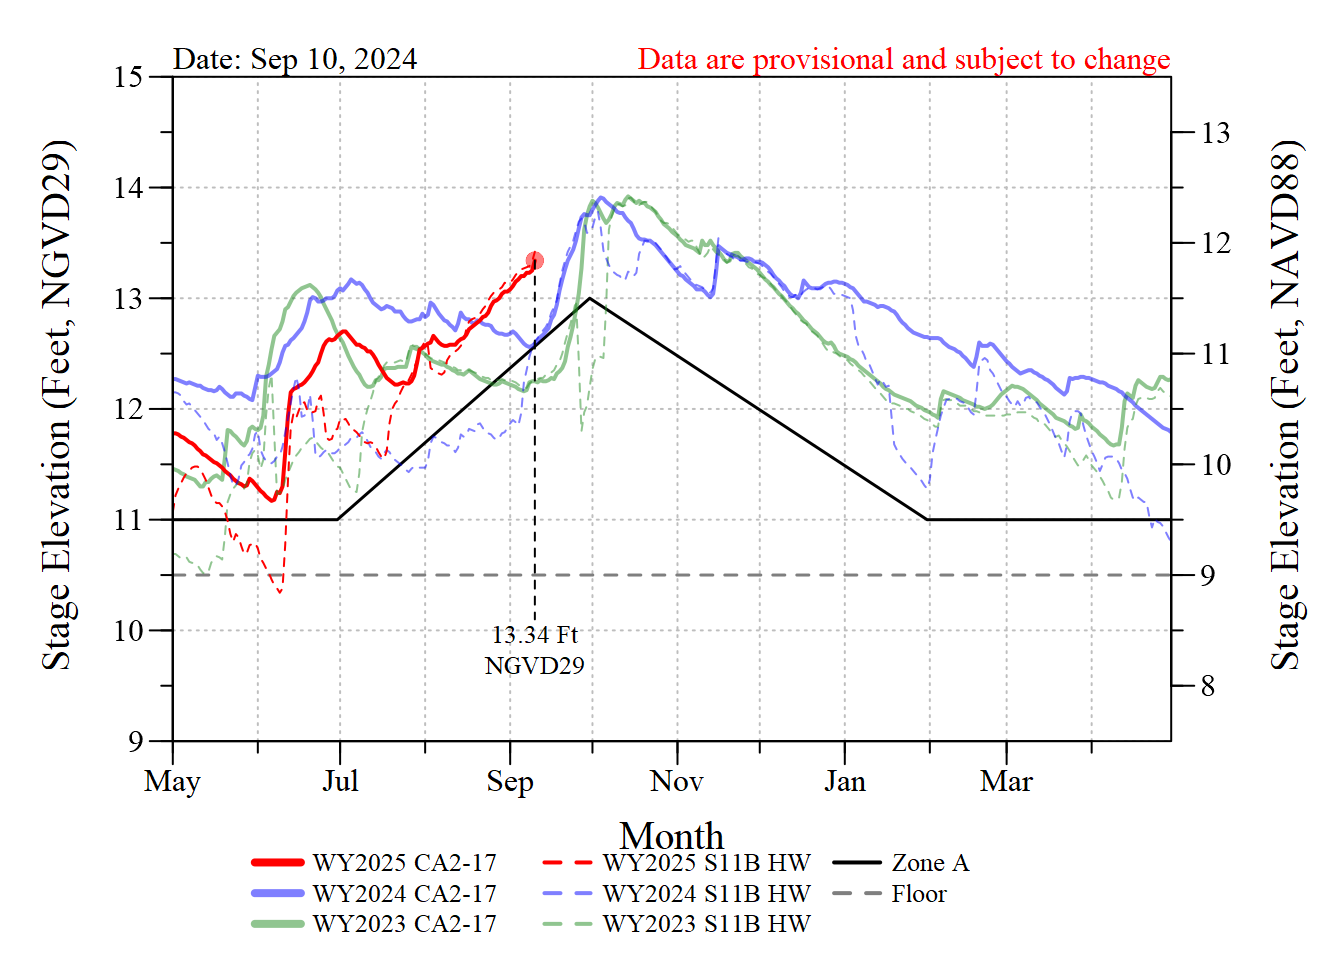 Date: Sep 10, 2024
Data are provisional and subject to change
15
14
13
12
11
10
9
Stage Elevation (Feet, NGVD29)
13
12
11
10
9
8
Stage Elevation (Feet, NAVD88)
13.34 Ft
NGVD29
May Jul Sep Nov Jan Mar
Month
WY2025 CA2-17 WY2025 S11B HW Zone A
WY2024 CA2-17 WY2024 S11B HW Floor
WY2023 CA2-17 WY2023 S11B HW